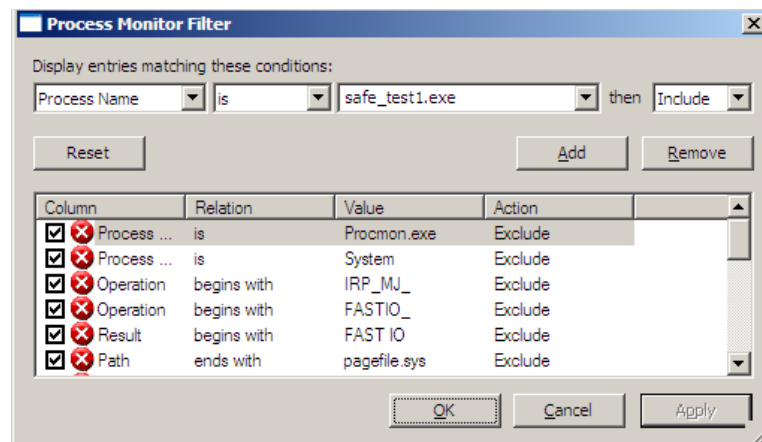 Process Monitor Filter
Display entries matching these conditions:
Process Name is safe_test1.exe then Include
Reset Add Remove
Column Relation Value Action
Process ... is Procmon.exe Exclude
Process ... is System Exclude
Operation begins with IRP_MJ_ Exclude
Operation begins with FASTIO_ Exclude
Result begins with FAST IO Exclude
Path ends with pagefile.sys Exclude
OK Cancel Apply